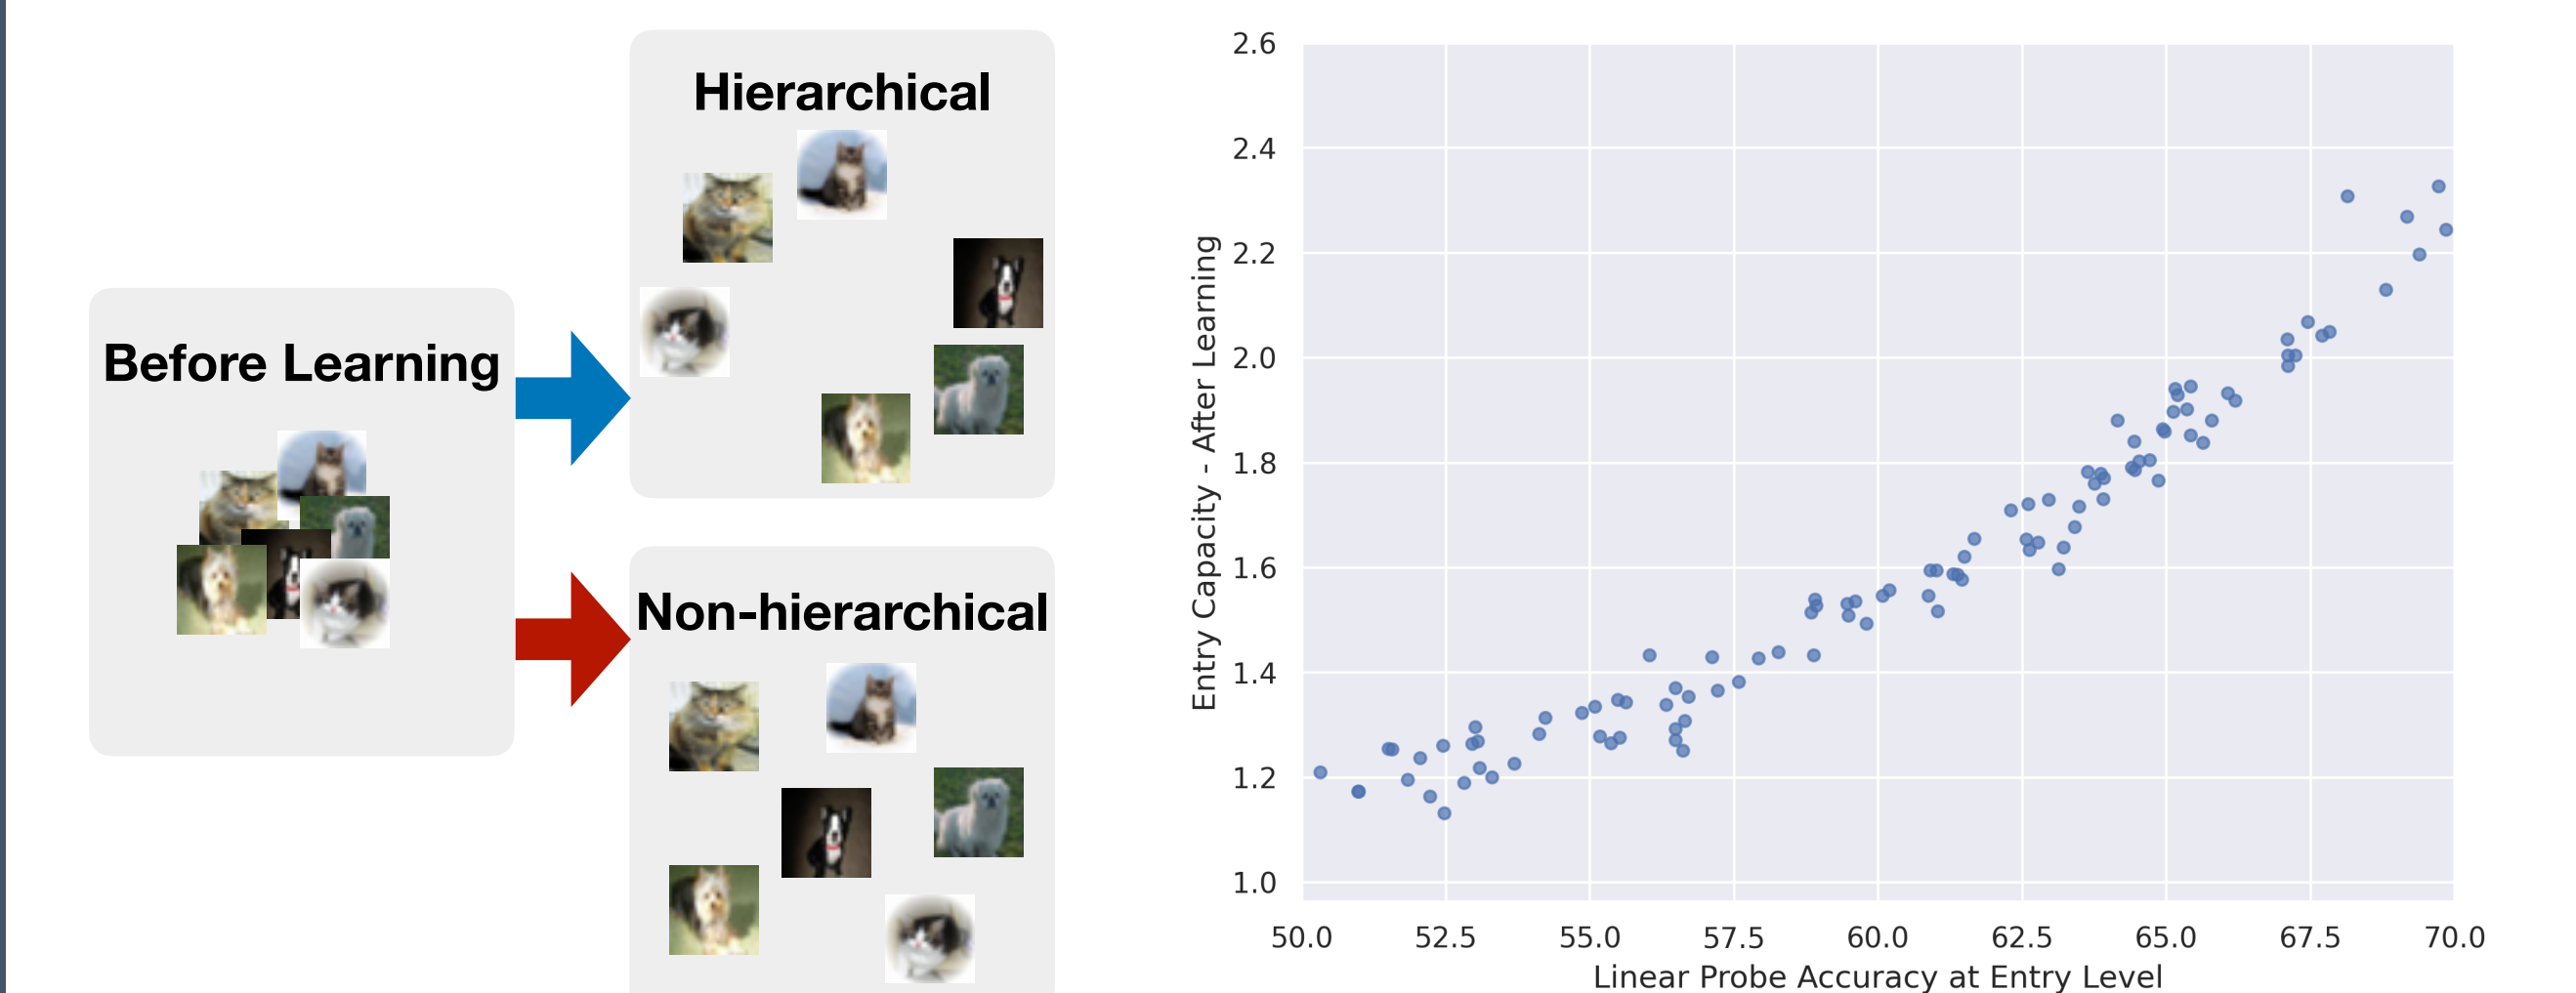 Before Learning
Hierarchical
Non-hierarchical
Entry Capacity - After Learning
2.6
2.4
2.2
2.0
1.8
1.6
1.4
1.2
1.0
50.0 52.5 55.0 57.5 60.0 62.5 65.0 67.5 70.0
Linear Probe Accuracy at Entry Level